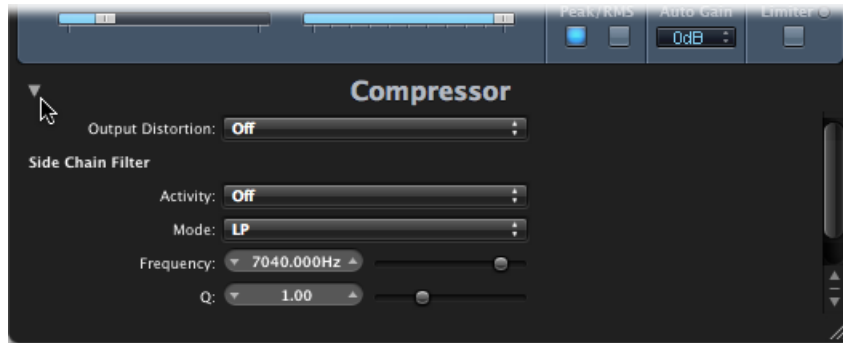 Peak/RMS Auto Gain Limiter
0dB
Compressor
Output Distortion: Off
Side Chain Filter
Activity: Off
Mode: LP
Frequency: 7040.000Hz
Q: 1.00